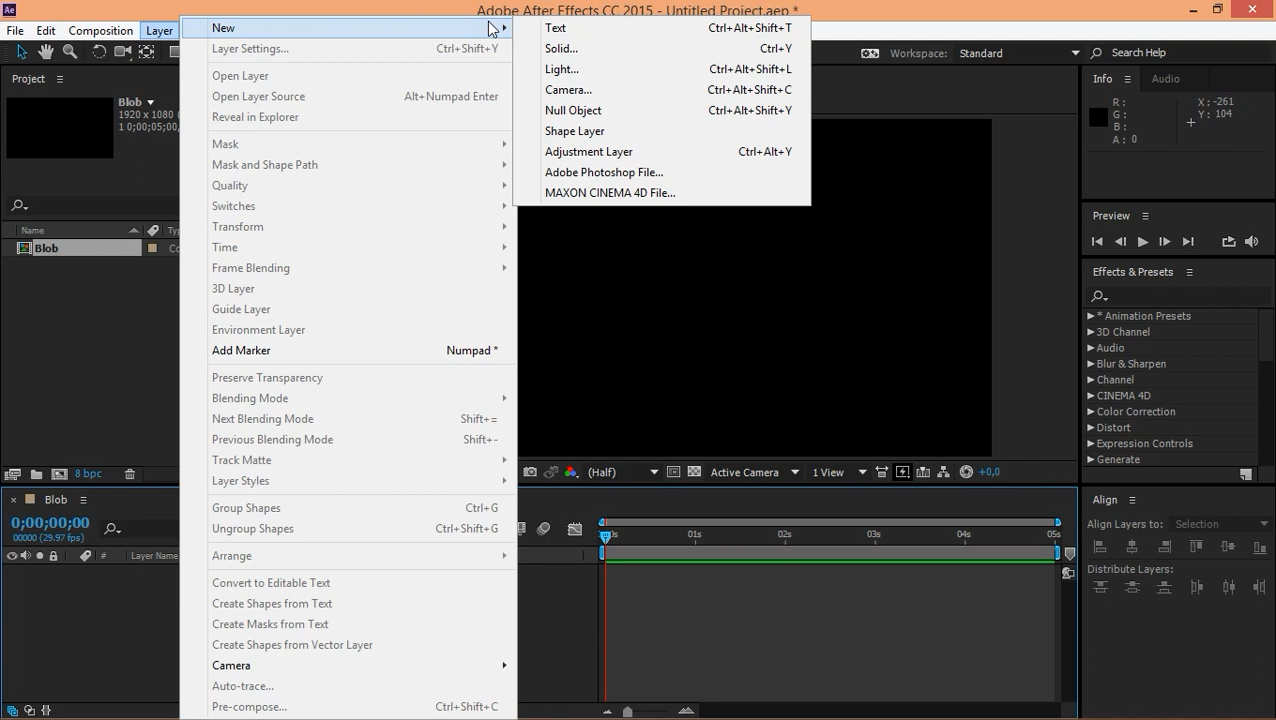 Ae
Adobe After Effects CC 2015 - Untitled Project.aep *
File Edit Composition Layer
New
Layer Settings... Ctrl+Shift+Y
Open Layer
Open Layer Source Alt+Numpad Enter
Reveal in Explorer
Mask
Mask and Shape Path
Quality
Switches
Transform
Time
Frame Blending
3D Layer
Guide Layer
Environment Layer
Add Marker Numpad *
Preserve Transparency
Blending Mode
Next Blending Mode Shift+=
Previous Blending Mode Shift+-
Track Matte
Layer Styles
Group Shapes Ctrl+G
Ungroup Shapes Ctrl+Shift+G
Arrange
Convert to Editable Text
Create Shapes from Text
Create Masks from Text
Create Shapes from Vector Layer
Camera
Auto-trace...
Pre-compose... Ctrl+Shift+C
Text Ctrl+Alt+Shift+T
Solid... Ctrl+Y
Light... Ctrl+Alt+Shift+L
Camera... Ctrl+Alt+Shift+C
Null Object Ctrl+Alt+Shift+Y
Shape Layer
Adjustment Layer Ctrl+Alt+Y
Adobe Photoshop File...
MAXON CINEMA 4D File...
Workspace: Standard
Search Help
Project
Blob
1920 x 1080
1 0;00;05;00,
Name
Blob
8 bpc
(Half) Active Camera 1 View +0,0
Info Audio
R: X: -261
G: Y: 104
B:
A: 0
Preview
Effects & Presets
* Animation Presets
3D Channel
Audio
Blur & Sharpen
Channel
CINEMA 4D
Color Correction
Distort
Expression Controls
Generate
Blob
0;00;00;00
00000 (29.97 fps)
# Layer Name
01s 02s 03s 04s 05s
Align
Align Layers to: Selection
Distribute Layers: